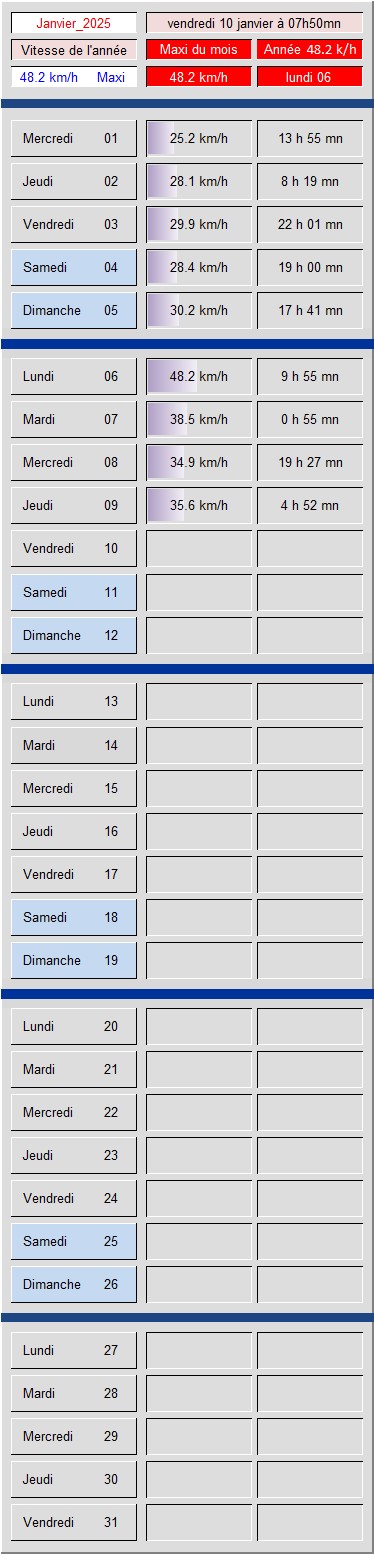 Janvier_2025 vendredi 10 janvier à 07h50mn
Vitesse de l'année Maxi du mois Année 48.2 k/h
48.2 km/h Maxi 48.2 km/h lundi 06
Mercredi 01 25.2 km/h 13 h 55 mn
Jeudi 02 28.1 km/h 8 h 19 mn
Vendredi 03 29.9 km/h 22 h 01 mn
Samedi 04 28.4 km/h 19 h 00 mn
Dimanche 05 30.2 km/h 17 h 41 mn
Lundi 06 48.2 km/h 9 h 55 mn
Mardi 07 38.5 km/h 0 h 55 mn
Mercredi 08 34.9 km/h 19 h 27 mn
Jeudi 09 35.6 km/h 4 h 52 mn
Vendredi 10
Samedi 11
Dimanche 12
Lundi 13
Mardi 14
Mercredi 15
Jeudi 16
Vendredi 17
Samedi 18
Dimanche 19
Lundi 20
Mardi 21
Mercredi 22
Jeudi 23
Vendredi 24
Samedi 25
Dimanche 26
Lundi 27
Mardi 28
Mercredi 29
Jeudi 30
Vendredi 31